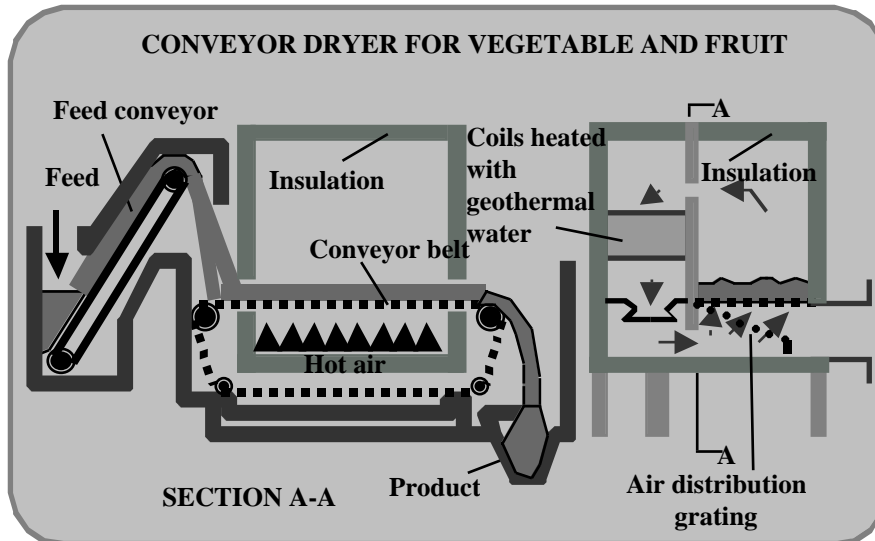 CONVEYOR DRYER FOR VEGETABLE AND FRUIT
Feed conveyor
Feed
Insulation
Conveyor belt
Hot air
Product
SECTION A-A
A
Coils heated
with
geothermal
water
Insulation
A
Air distribution
grating